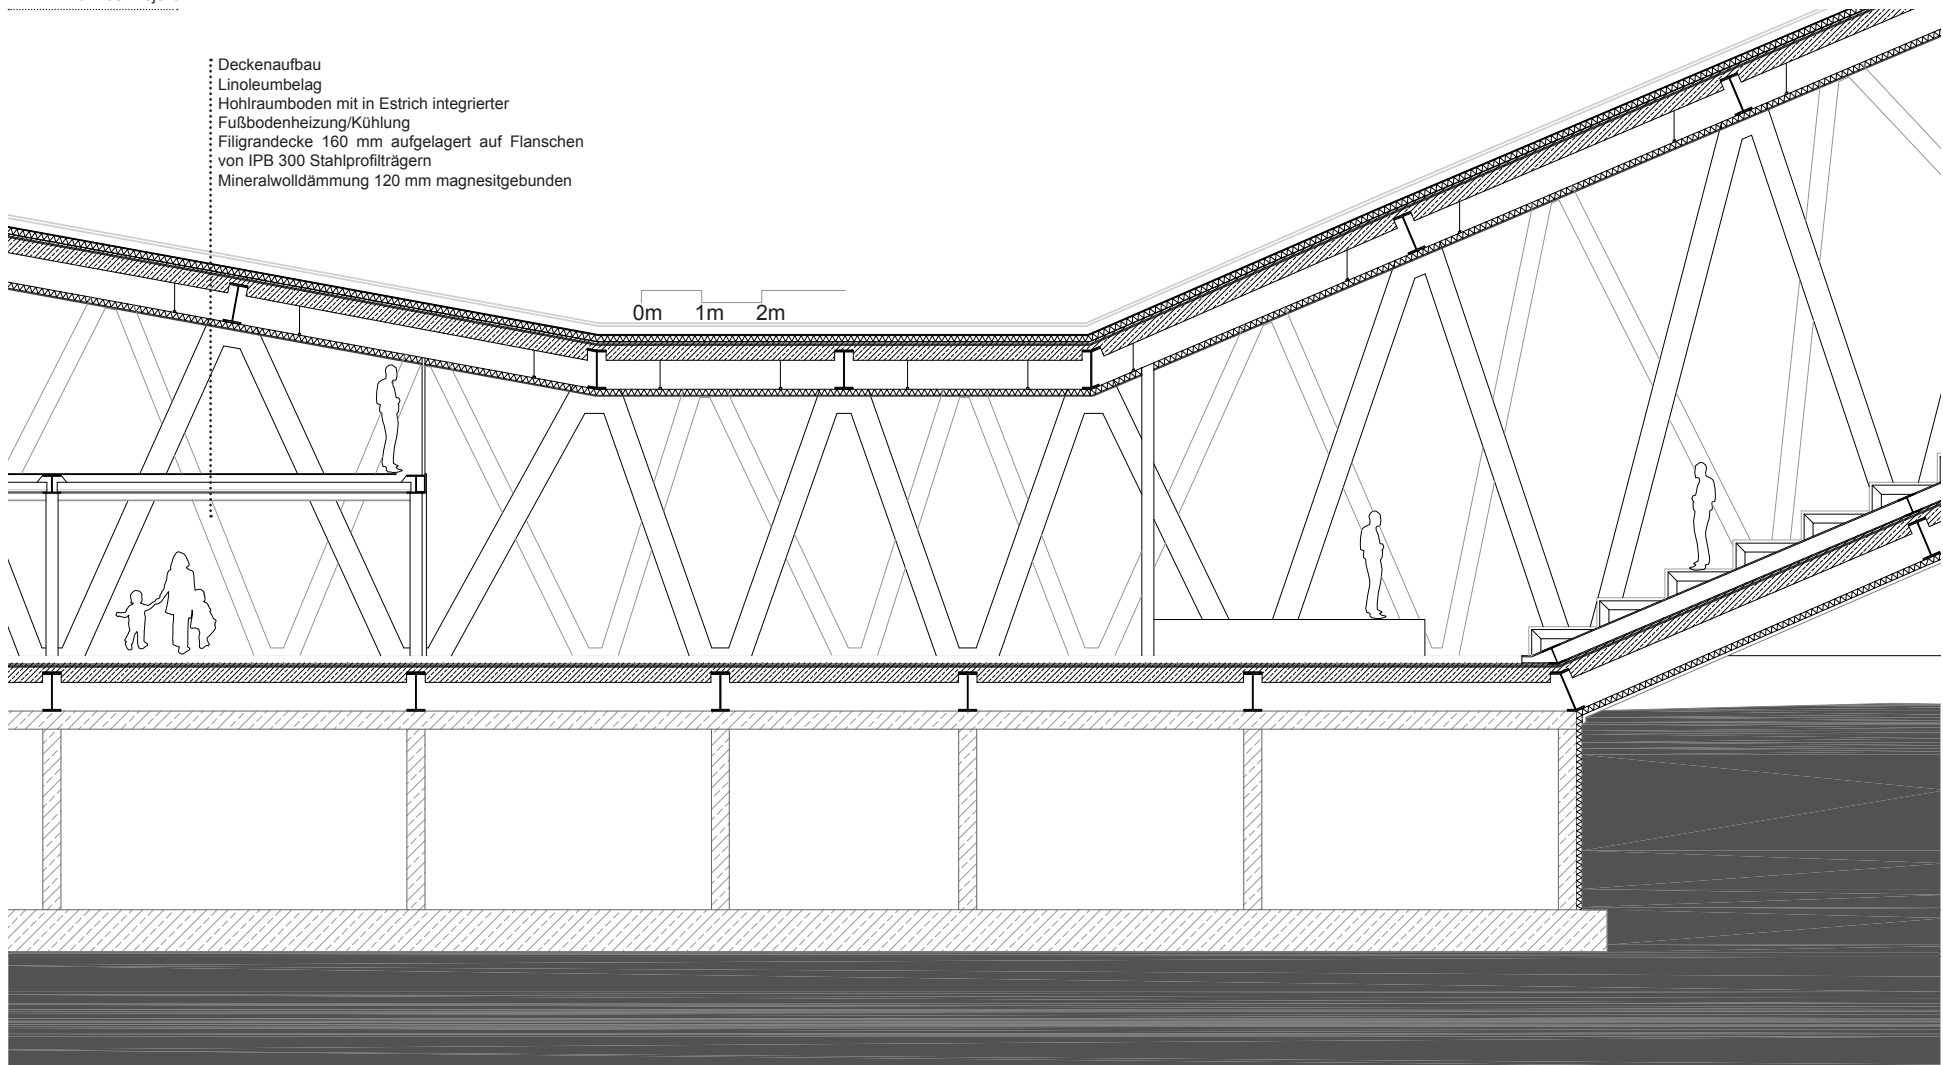 Deckenaufbau
Linoleumbelag
Hohlraumboden mit in Estrich integrierter
Fußbodenheizung/Kühlung
Filigrandecke 160 mm aufgelagert auf Flanschen
von IPB 300 Stahlprofilträgern
Mineralwolldämmung 120 mm magnesitgebunden
0m 1m 2m